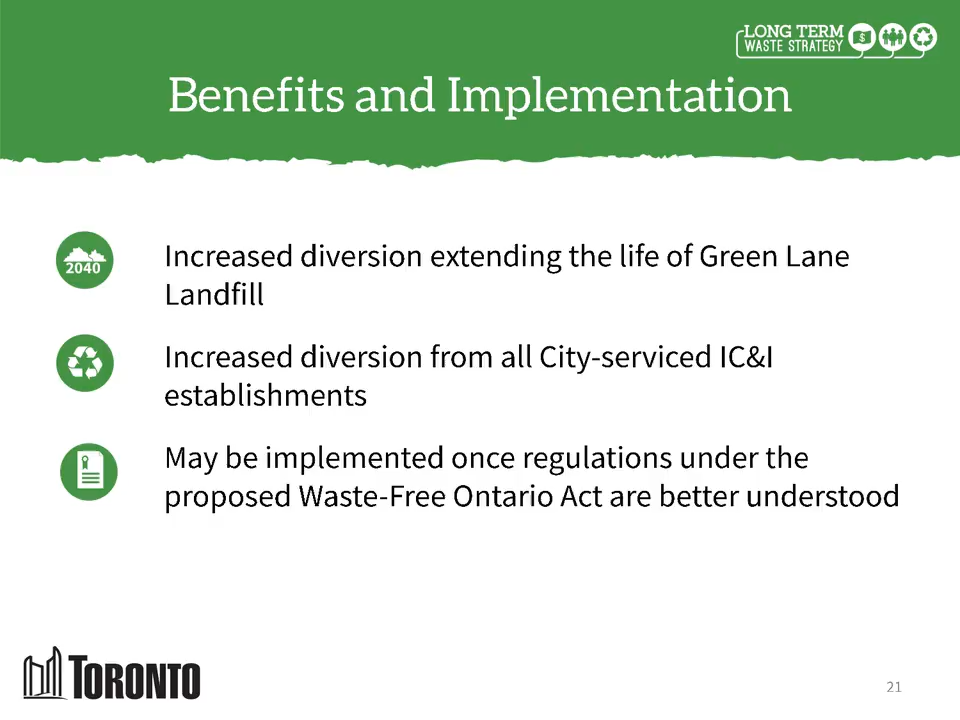 LONG TERM
WASTE STRATEGY
$
Benefits and Implementation
2040
Increased diversion extending the life of Green Lane
Landfill
Increased diversion from all City-serviced IC&I
establishments
May be implemented once regulations under the
proposed Waste-Free Ontario Act are better understood
TORONTO
21